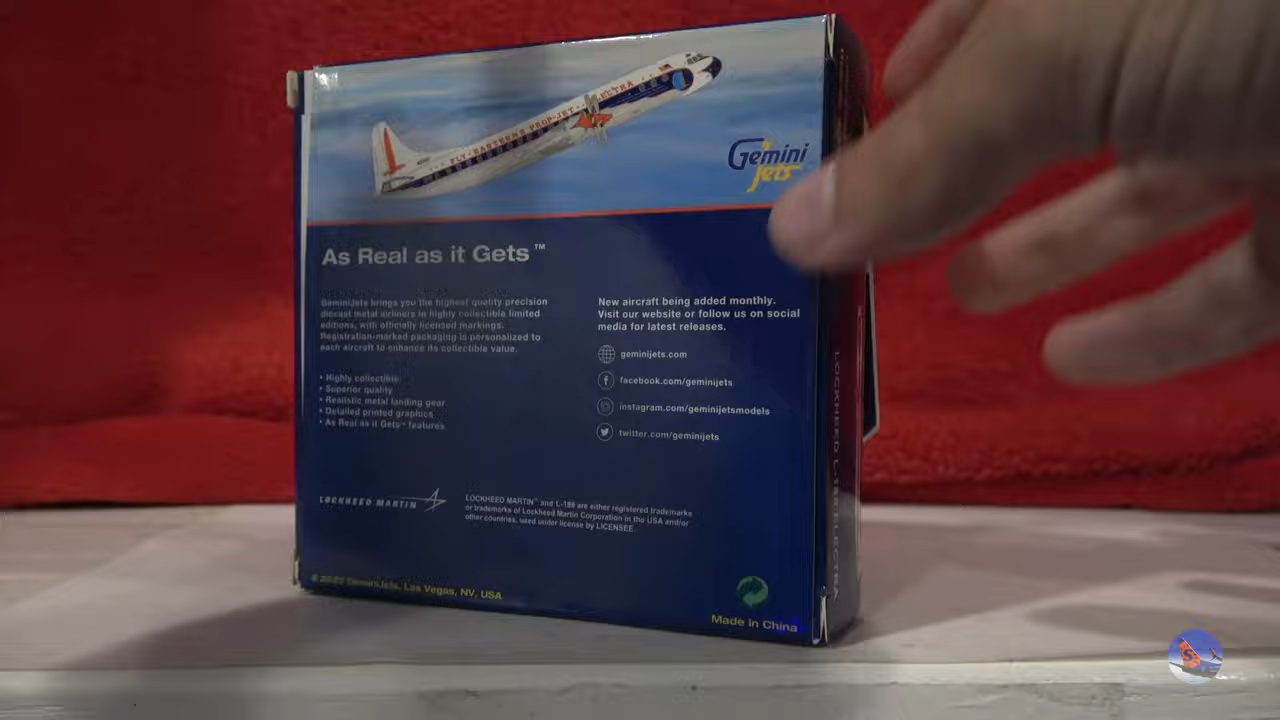 FLY-EASTERN'S PROP-JET ELECTRA
Gemini
Jets
As Real as it Gets™
GeminiJets brings you the highest quality precision
diecast metal airliners in highly collectible limited
editions, with officially licensed markings.
Registration-marked packaging is personalized to
each aircraft to enhance its collectible value.
• Highly collectible
• Superior quality
• Realistic metal landing gear
• Detailed printed graphics
• As Real as it Gets™ features
New aircraft being added monthly.
Visit our website or follow us on social
media for latest releases.
geminijets.com
facebook.com/geminijets
instagram.com/geminijetsmodels
twitter.com/geminijets
LOCKHEED MARTIN
LOCKHEED MARTIN™ and L-188 are either registered trademarks
or trademarks of Lockheed Martin Corporation in the USA and/or
other countries, used under license by LICENSEE.
GeminiJets, Las Vegas, NV, USA
Made in China
LOCKHEED L-188 ELECTRA